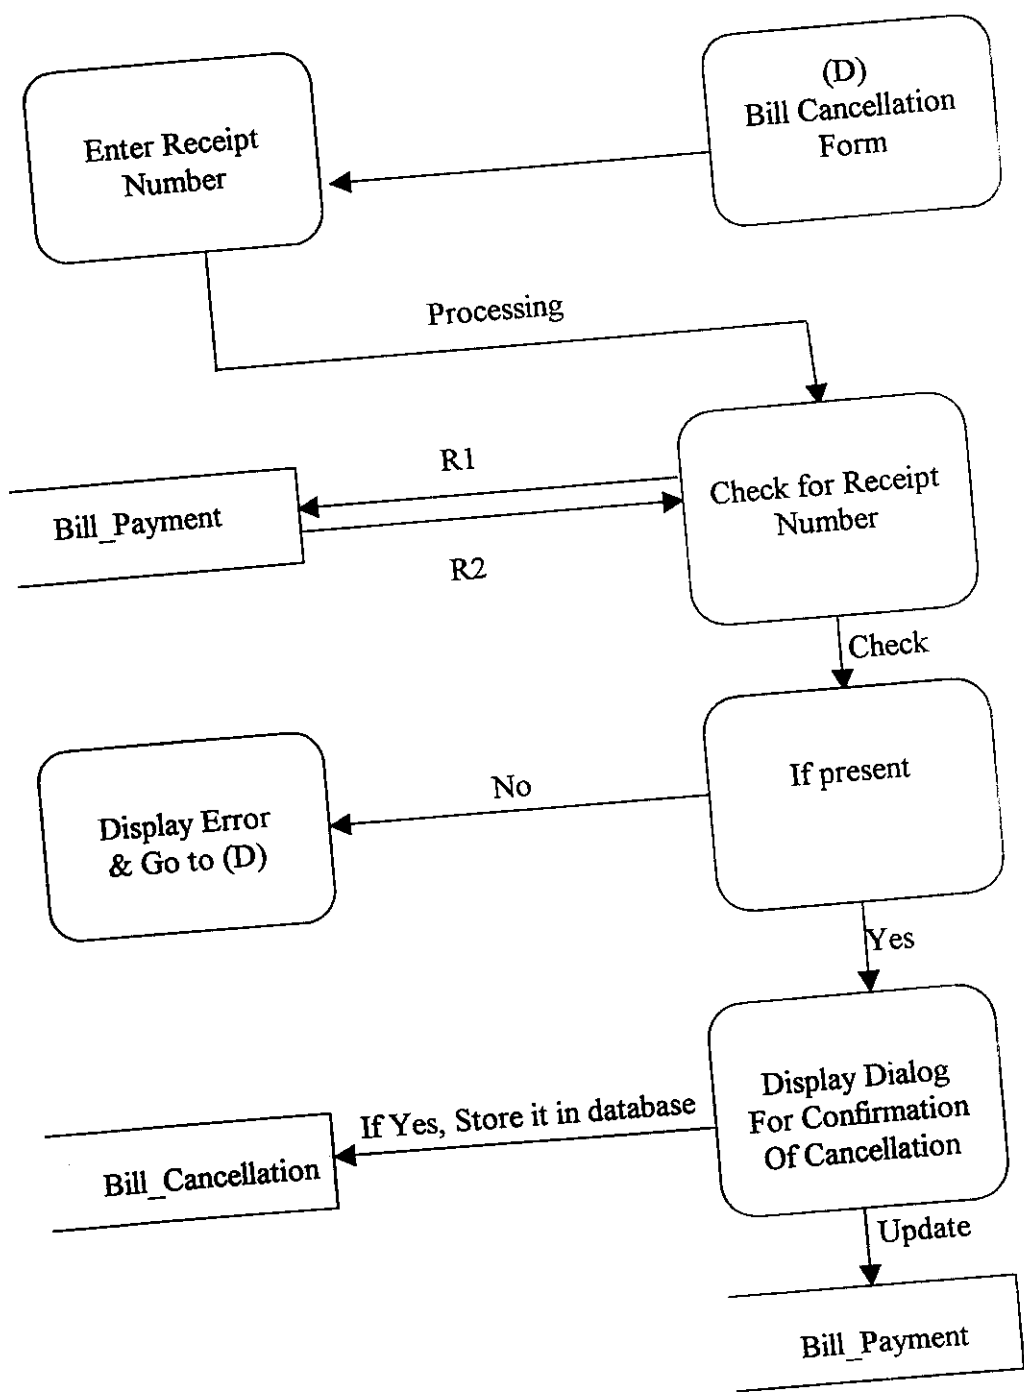 (D)
Bill Cancellation
Form
Enter Receipt
Number
Processing
R1
Check for Receipt
Number
Bill_Payment
R2
Check
If present
No
Display Error
& Go to (D)
Yes
Display Dialog
For Confirmation
Of Cancellation
If Yes, Store it in database
Bill_Cancellation
Update
Bill_Payment